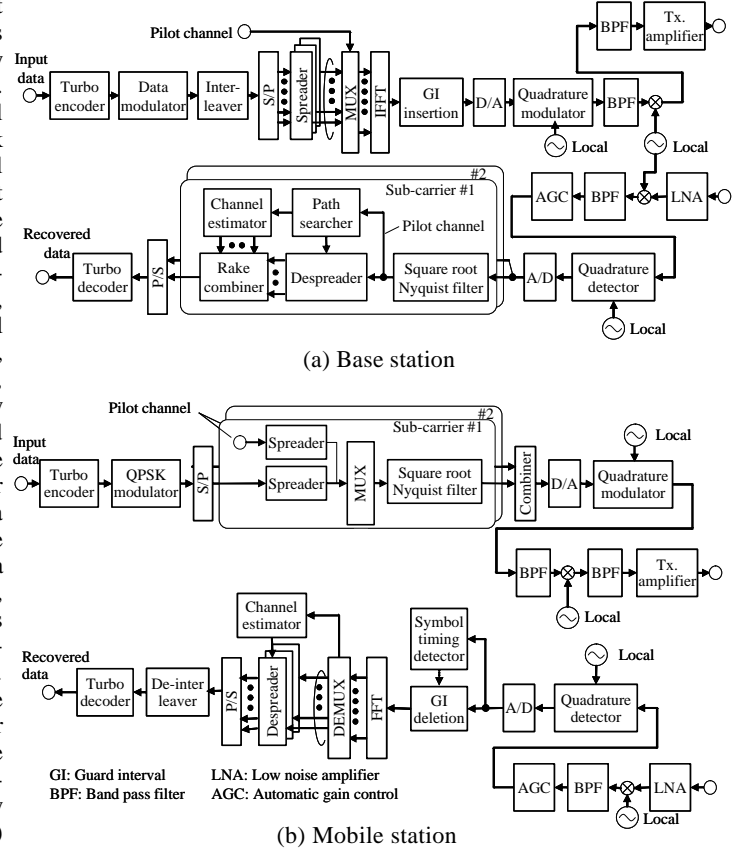 Pilot channel
Input
data
Turbo
encoder
Data
modulator
Inter-
leaver
S/P
Spreader
MUX
IFFT
GI
insertion
D/A
Quadrature
modulator
BPF
BPF
Tx.
amplifier
Local
Local
#2
Sub-carrier #1
AGC
BPF
LNA
Channel
estimator
Path
searcher
Pilot channel
Recovered
data
Turbo
decoder
P/S
Rake
combiner
Despreader
Square root
Nyquist filter
A/D
Quadrature
detector
Local
(a) Base station
Pilot channel
#2
Sub-carrier #1
Input
data
Turbo
encoder
QPSK
modulator
S/P
Spreader
Spreader
MUX
Square root
Nyquist filter
Combiner
D/A
Quadrature
modulator
Local
BPF
BPF
Tx.
amplifier
Local
Channel
estimator
Symbol
timing
detector
Local
Recovered
data
Turbo
decoder
De-inter
leaver
P/S
Despreader
DEMUX
FFT
GI
deletion
A/D
Quadrature
detector
AGC
BPF
LNA
Local
GI: Guard interval
LNA: Low noise amplifier
BPF: Band pass filter
AGC: Automatic gain control
(b) Mobile station